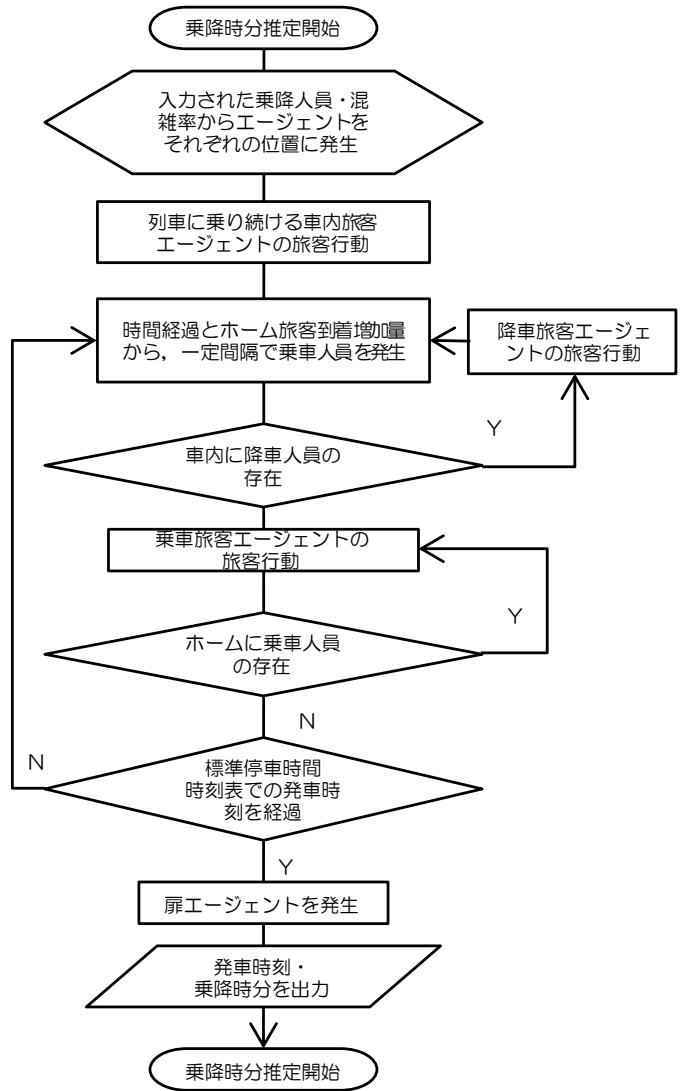 乗降時分推定開始
入力された乗降人員・混
雑率からエージェントを
それぞれの位置に発生
列車に乗り続ける車内旅客
エージェントの旅客行動
時間経過とホーム旅客到着増加量
から，一定間隔で乗車人員を発生
降車旅客エージェ
ントの旅客行動
Y
車内に降車人員の
存在
乗車旅客エージェントの
旅客行動
Y
ホームに乗車人員
の存在
N
N
標準停車時間
時刻表での発車時
刻を経過
Y
扉エージェントを発生
発車時刻・
乗降時分を出力
乗降時分推定開始